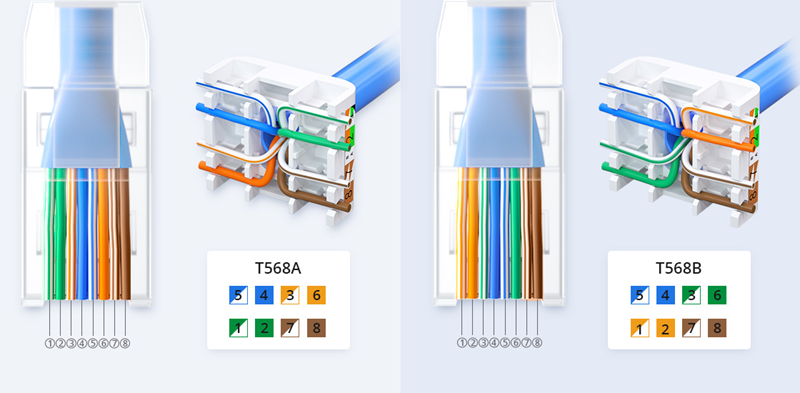 ①②③④⑤⑥⑦⑧
T568A
5 4 3 6
1 2 7 8
①②③④⑤⑥⑦⑧
T568B
5 4 3 6
1 2 7 8